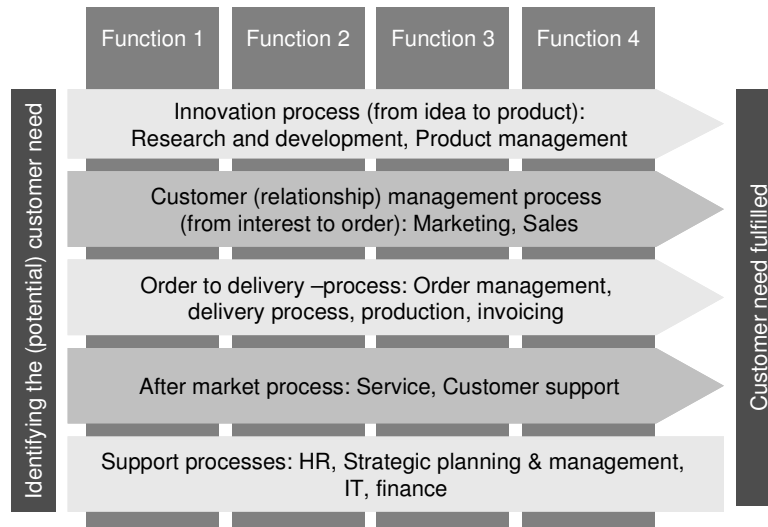 Function 1
Function 2
Function 3
Function 4
Identifying the (potential) customer need
Innovation process (from idea to product):
Research and development, Product management
Customer (relationship) management process
(from interest to order): Marketing, Sales
Order to delivery –process: Order management,
delivery process, production, invoicing
After market process: Service, Customer support
Support processes: HR, Strategic planning & management,
IT, finance
Customer need fulfilled